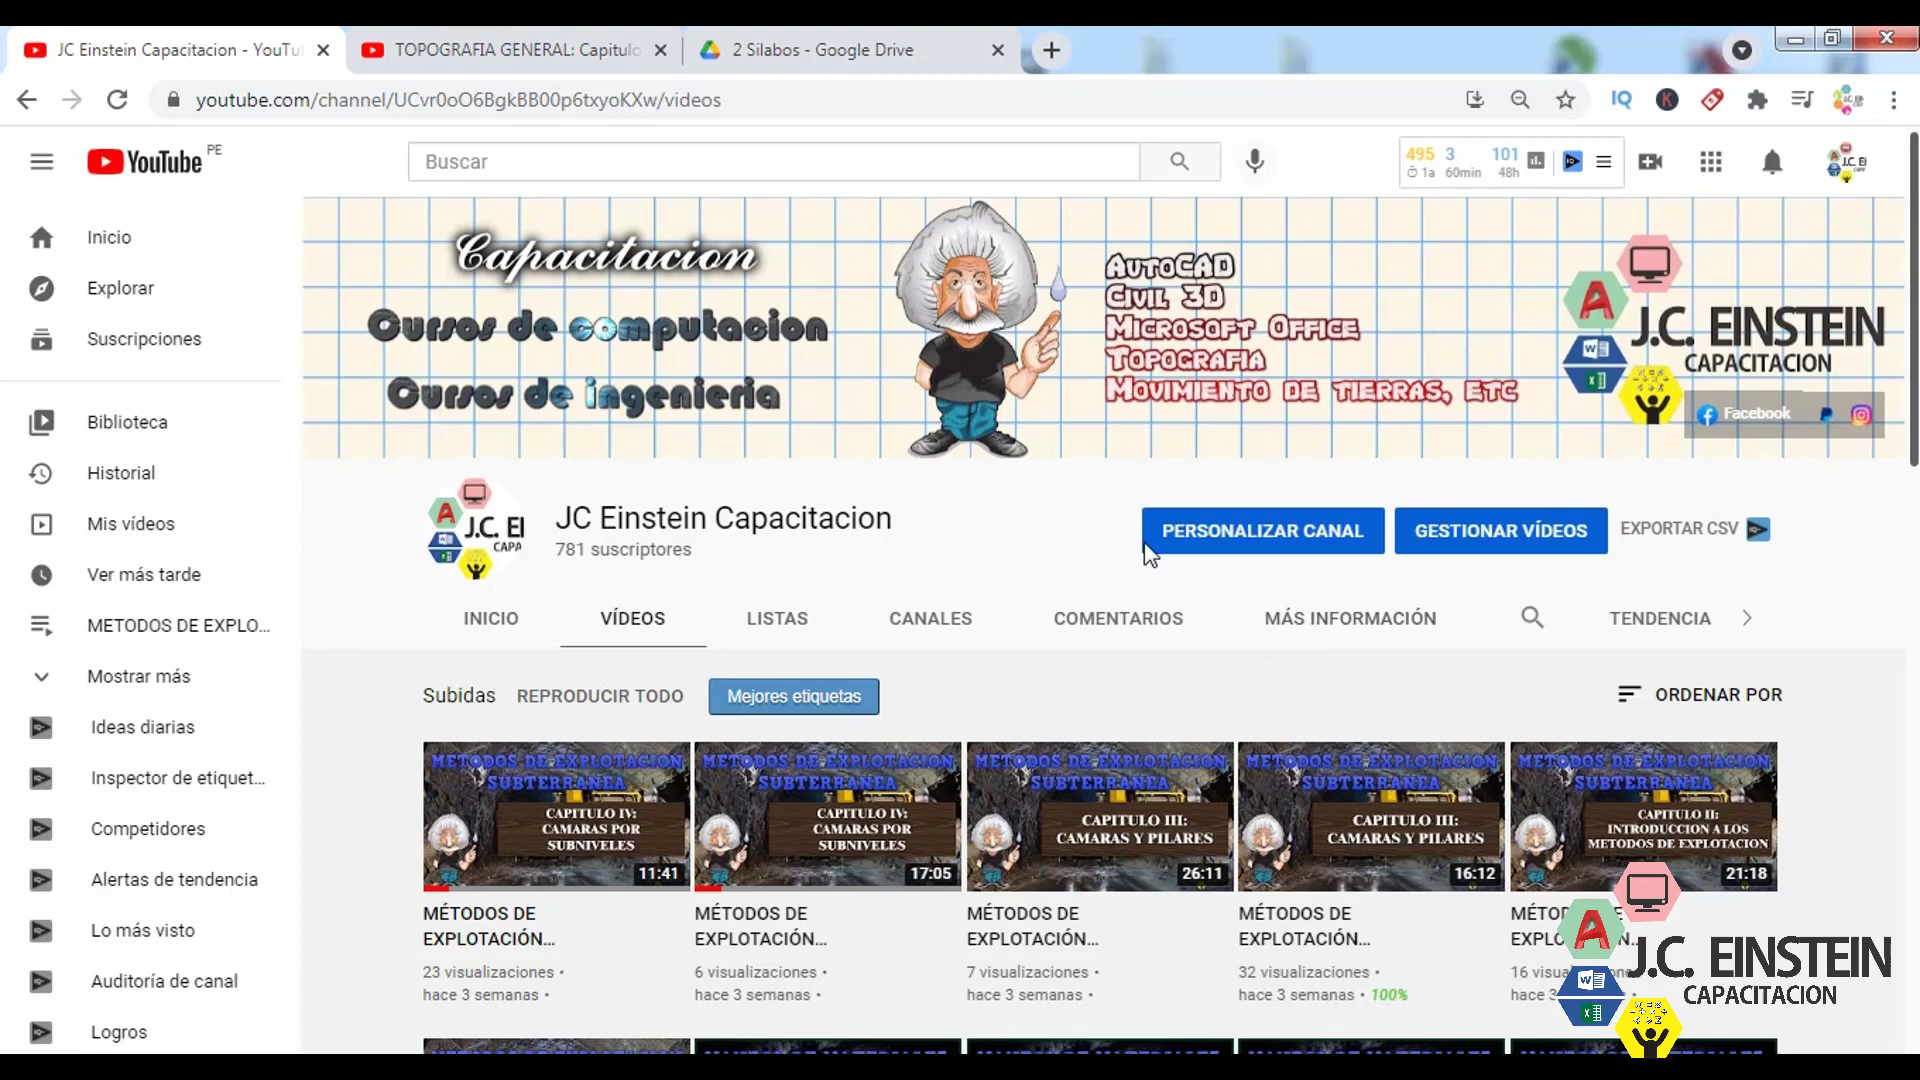 JC Einstein Capacitacion - YouTu
TOPOGRAFIA GENERAL: Capitulo
2 Silabos - Google Drive
youtube.com/channel/UCvr0oO6BgkBB00p6txyoKXw/videos
YouTube PE
Buscar
495 3 101
1a 60min 48h
Inicio
Explorar
Suscripciones
Biblioteca
Historial
Mis vídeos
Ver más tarde
METODOS DE EXPLO...
Mostrar más
Ideas diarias
Inspector de etiquet...
Competidores
Alertas de tendencia
Lo más visto
Auditoría de canal
Logros
Capacitacion
Cursos de computacion
Cursos de ingenieria
AutoCAD
Civil 3D
Microsoft Office
Topografia
Movimiento de tierras, etc
J.C. EINSTEIN
CAPACITACION
Facebook
J.C. EI
CAPA
JC Einstein Capacitacion
781 suscriptores
PERSONALIZAR CANAL
GESTIONAR VÍDEOS
EXPORTAR CSV
INICIO
VÍDEOS
LISTAS
CANALES
COMENTARIOS
MÁS INFORMACIÓN
TENDENCIA
Subidas
REPRODUCIR TODO
Mejores etiquetas
ORDENAR POR
METODOS DE EXPLOTACION
SUBTERRANEA
CAPITULO IV:
CAMARAS POR
SUBNIVELES
11:41
MÉTODOS DE
EXPLOTACIÓN...
23 visualizaciones •
hace 3 semanas •
METODOS DE EXPLOTACION
SUBTERRANEA
CAPITULO IV:
CAMARAS POR
SUBNIVELES
17:05
MÉTODOS DE
EXPLOTACIÓN...
6 visualizaciones •
hace 3 semanas •
METODOS DE EXPLOTACION
SUBTERRANEA
CAPITULO III:
CAMARAS Y PILARES
26:11
MÉTODOS DE
EXPLOTACIÓN...
7 visualizaciones •
hace 3 semanas •
METODOS DE EXPLOTACION
SUBTERRANEA
CAPITULO III:
CAMARAS Y PILARES
16:12
MÉTODOS DE
EXPLOTACIÓN...
32 visualizaciones •
hace 3 semanas • 100%
METODOS DE EXPLOTACION
SUBTERRANEA
CAPITULO II:
INTRODUCCION A LOS
METODOS DE EXPLOTACION
21:18
J.C. EINSTEIN
CAPACITACION